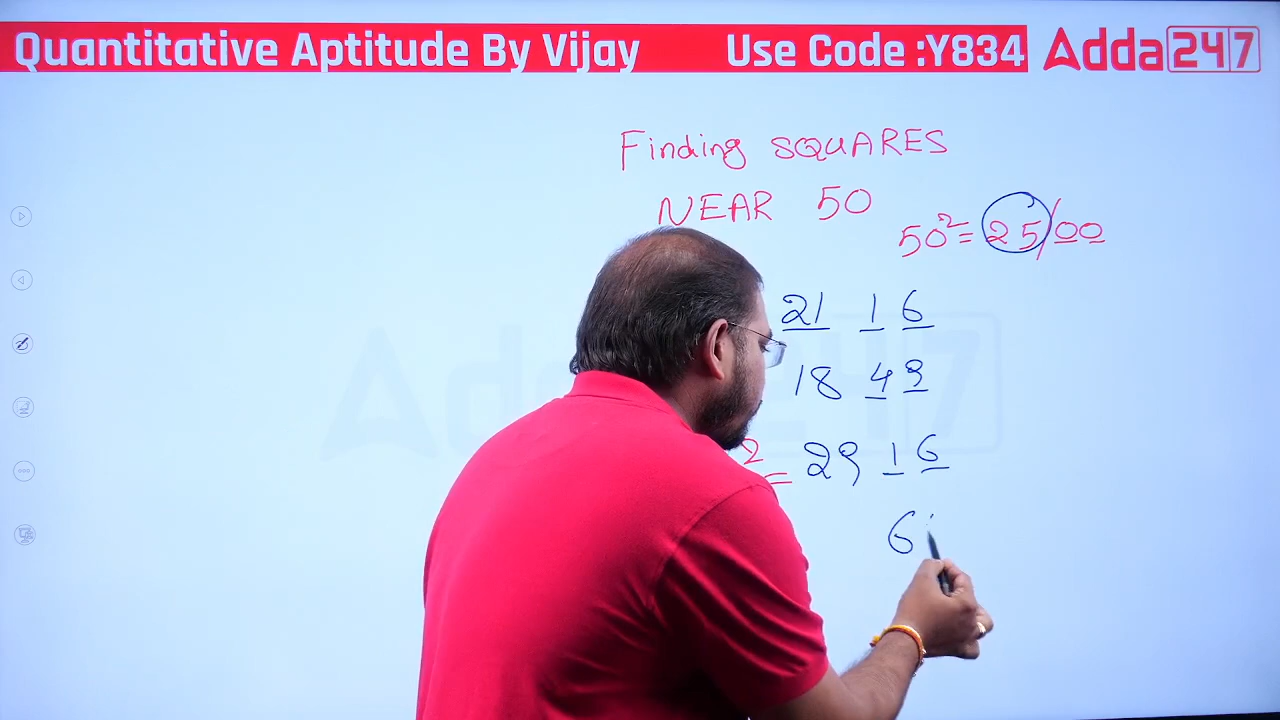 Quantitative Aptitude By Vijay Use Code :Y834 Adda247
Finding SQUARES
NEAR 50
50²= 25/00
21 16
18 49
²= 29 16
6